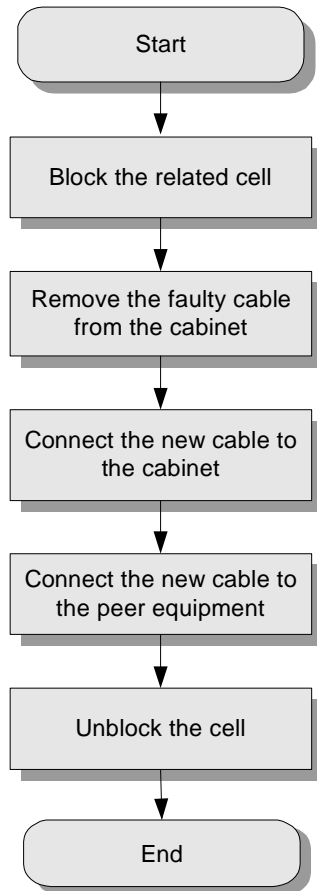 Start
Block the related cell
Remove the faulty cable
from the cabinet
Connect the new cable to
the cabinet
Connect the new cable to
the peer equipment
Unblock the cell
End